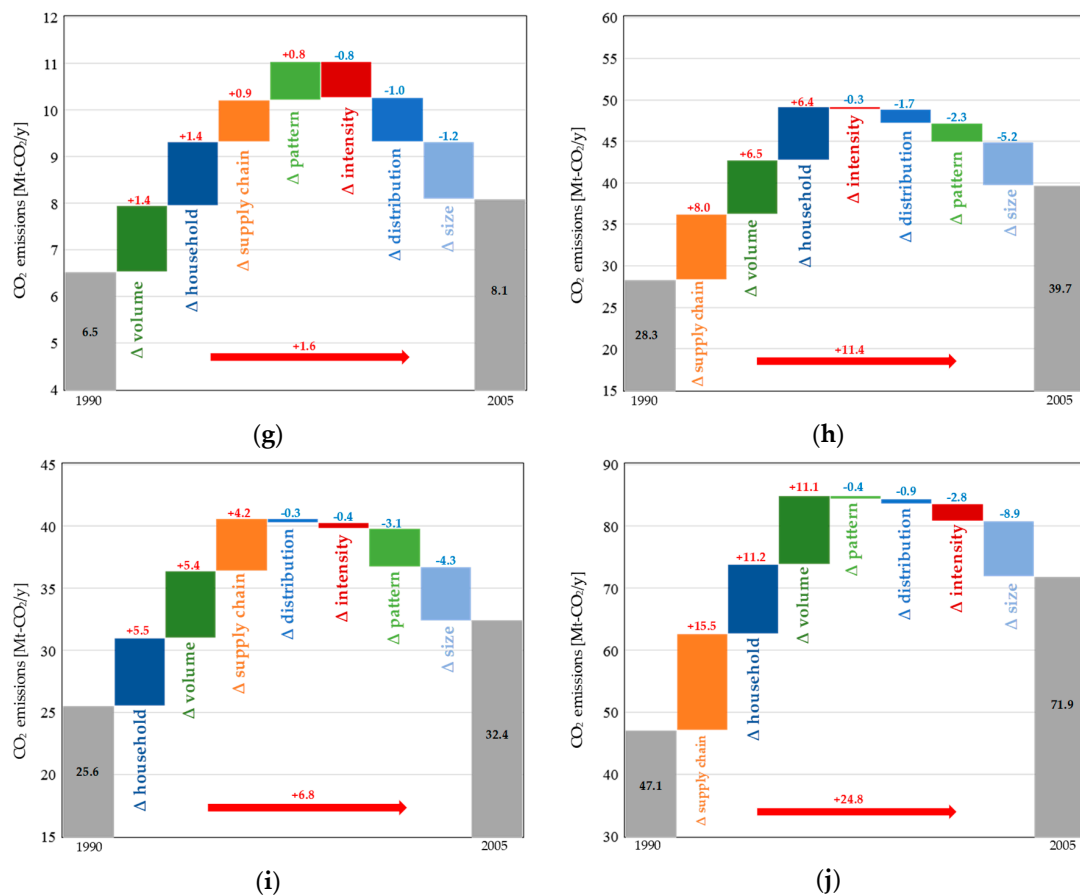 12
11
10
9
8
7
6
5
4
CO₂ emissions [Mt-CO₂/y]
6.5
+1.4
Δ volume
+1.4
Δ household
+0.9
Δ supply chain
+0.8
Δ pattern
-0.8
Δ intensity
-1.0
Δ distribution
-1.2
Δ size
8.1
+1.6
1990
2005
(g)
60
55
50
45
40
35
30
25
20
15
CO₂ emissions [Mt-CO₂/y]
28.3
+8.0
Δ supply chain
+6.5
Δ volume
+6.4
Δ household
-0.3
Δ intensity
-1.7
Δ distribution
-2.3
Δ pattern
-5.2
Δ size
39.7
+11.4
1990
2005
(h)
45
40
35
30
25
20
15
CO₂ emissions [Mt-CO₂/y]
25.6
+5.5
Δ household
+5.4
Δ volume
+4.2
Δ supply chain
-0.3
Δ distribution
-0.4
Δ intensity
-3.1
Δ pattern
-4.3
Δ size
32.4
+6.8
1990
2005
(i)
90
80
70
60
50
40
30
CO₂ emissions [Mt-CO₂/y]
47.1
+15.5
Δ supply chain
+11.2
Δ household
+11.1
Δ volume
-0.4
Δ pattern
-0.9
Δ distribution
-2.8
Δ intensity
-8.9
Δ size
71.9
+24.8
1990
2005
(j)